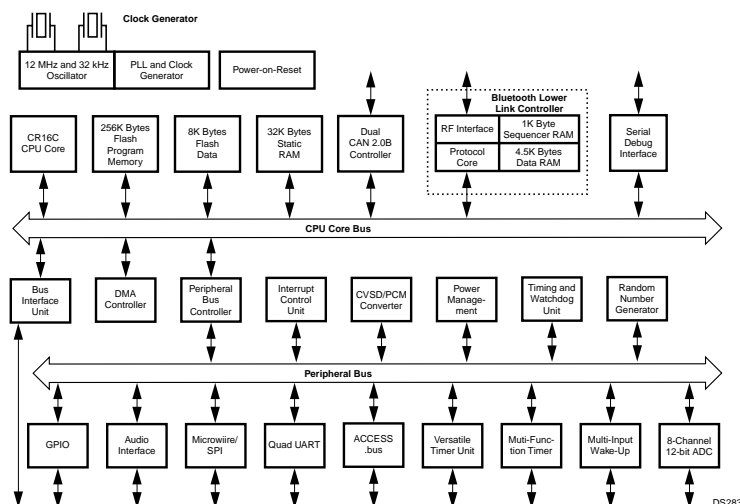 Clock Generator
12 MHz and 32 kHz
Oscillator
PLL and Clock
Generator
Power-on-Reset
CR16C
CPU Core
256K Bytes
Flash
Program
Memory
8K Bytes
Flash
Data
32K Bytes
Static
RAM
Dual
CAN 2.0B
Controller
Bluetooth Lower
Link Controller
RF Interface
1K Byte
Sequencer RAM
Protocol
Core
4.5K Bytes
Data RAM
Serial
Debug
Interface
CPU Core Bus
Bus
Interface
Unit
DMA
Controller
Peripheral
Bus
Controller
Interrupt
Control
Unit
CVSD/PCM
Converter
Power
Manage-
ment
Timing and
Watchdog
Unit
Random
Number
Generator
Peripheral Bus
GPIO
Audio
Interface
Microwire/
SPI
Quad UART
ACCESS
.bus
Versatile
Timer Unit
Muti-Func-
tion Timer
Multi-Input
Wake-Up
8-Channel
12-bit ADC
DS283